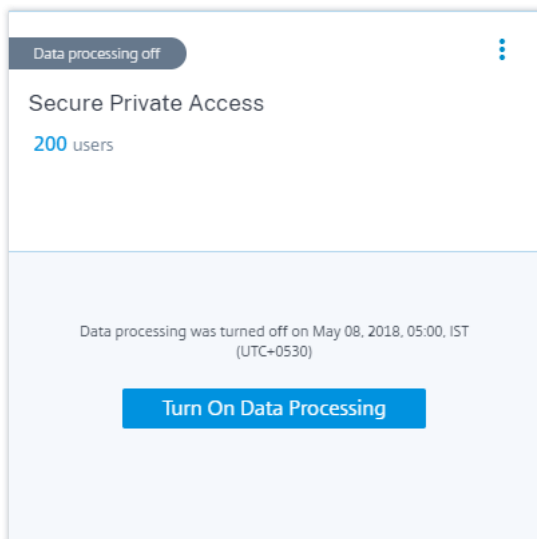 Data processing off
Secure Private Access
200 users
Data processing was turned off on May 08, 2018, 05:00, IST
(UTC+0530)
Turn On Data Processing